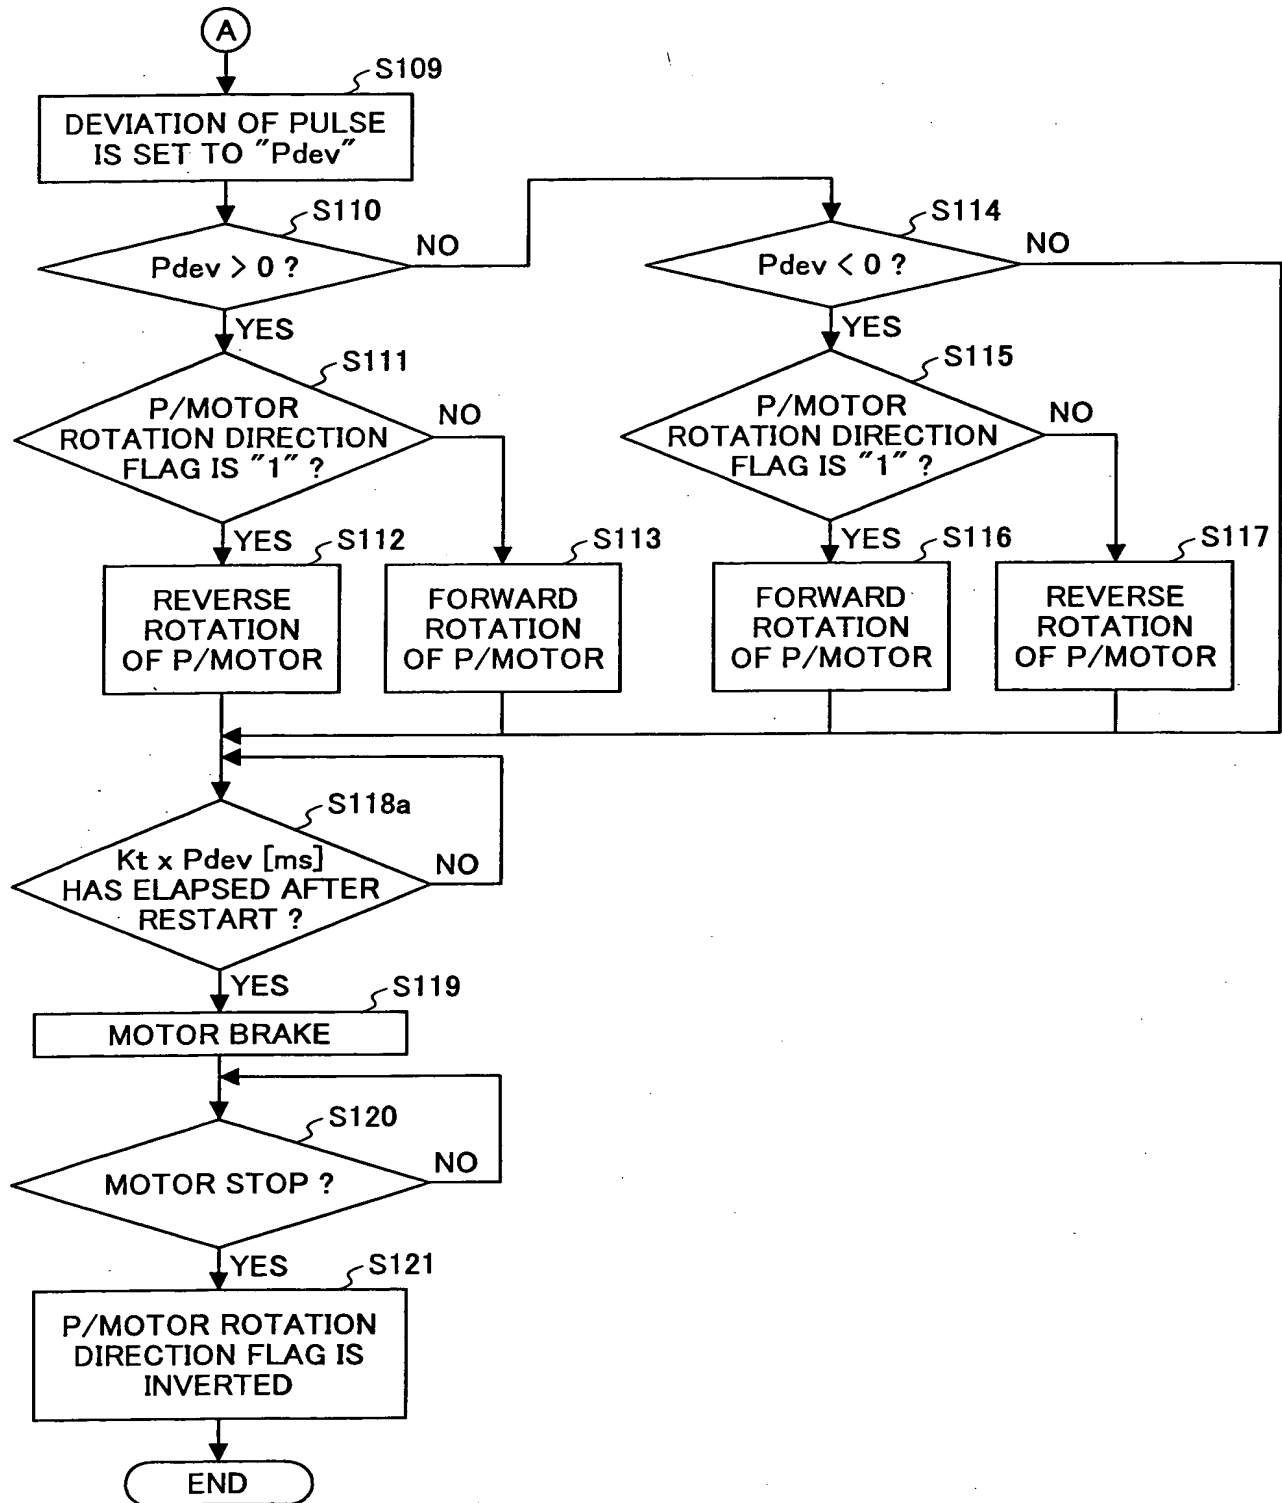 A
S109
DEVIATION OF PULSE
IS SET TO "Pdev"
S110
Pdev > 0 ?
NO
YES
S114
Pdev < 0 ?
NO
YES
S111
P/MOTOR
ROTATION DIRECTION
FLAG IS "1" ?
NO
YES
S115
P/MOTOR
ROTATION DIRECTION
FLAG IS "1" ?
NO
YES
S112
REVERSE
ROTATION
OF P/MOTOR
S113
FORWARD
ROTATION
OF P/MOTOR
S116
FORWARD
ROTATION
OF P/MOTOR
S117
REVERSE
ROTATION
OF P/MOTOR
S118a
Kt x Pdev [ms]
HAS ELAPSED AFTER
RESTART ?
NO
YES
S119
MOTOR BRAKE
S120
MOTOR STOP ?
NO
YES
S121
P/MOTOR ROTATION
DIRECTION FLAG IS
INVERTED
END